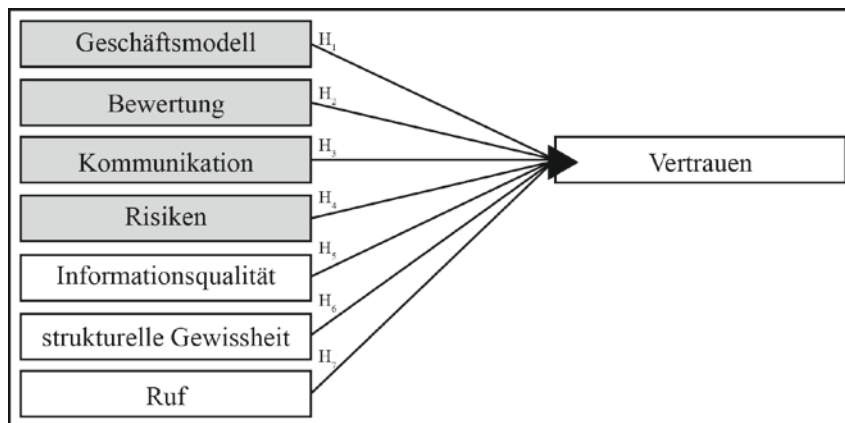 Geschäftsmodell
H₁
Bewertung
H₂
Kommunikation
H₃
Vertrauen
Risiken
H₄
Informationsqualität
H₅
strukturelle Gewissheit
H₆
Ruf
H₇